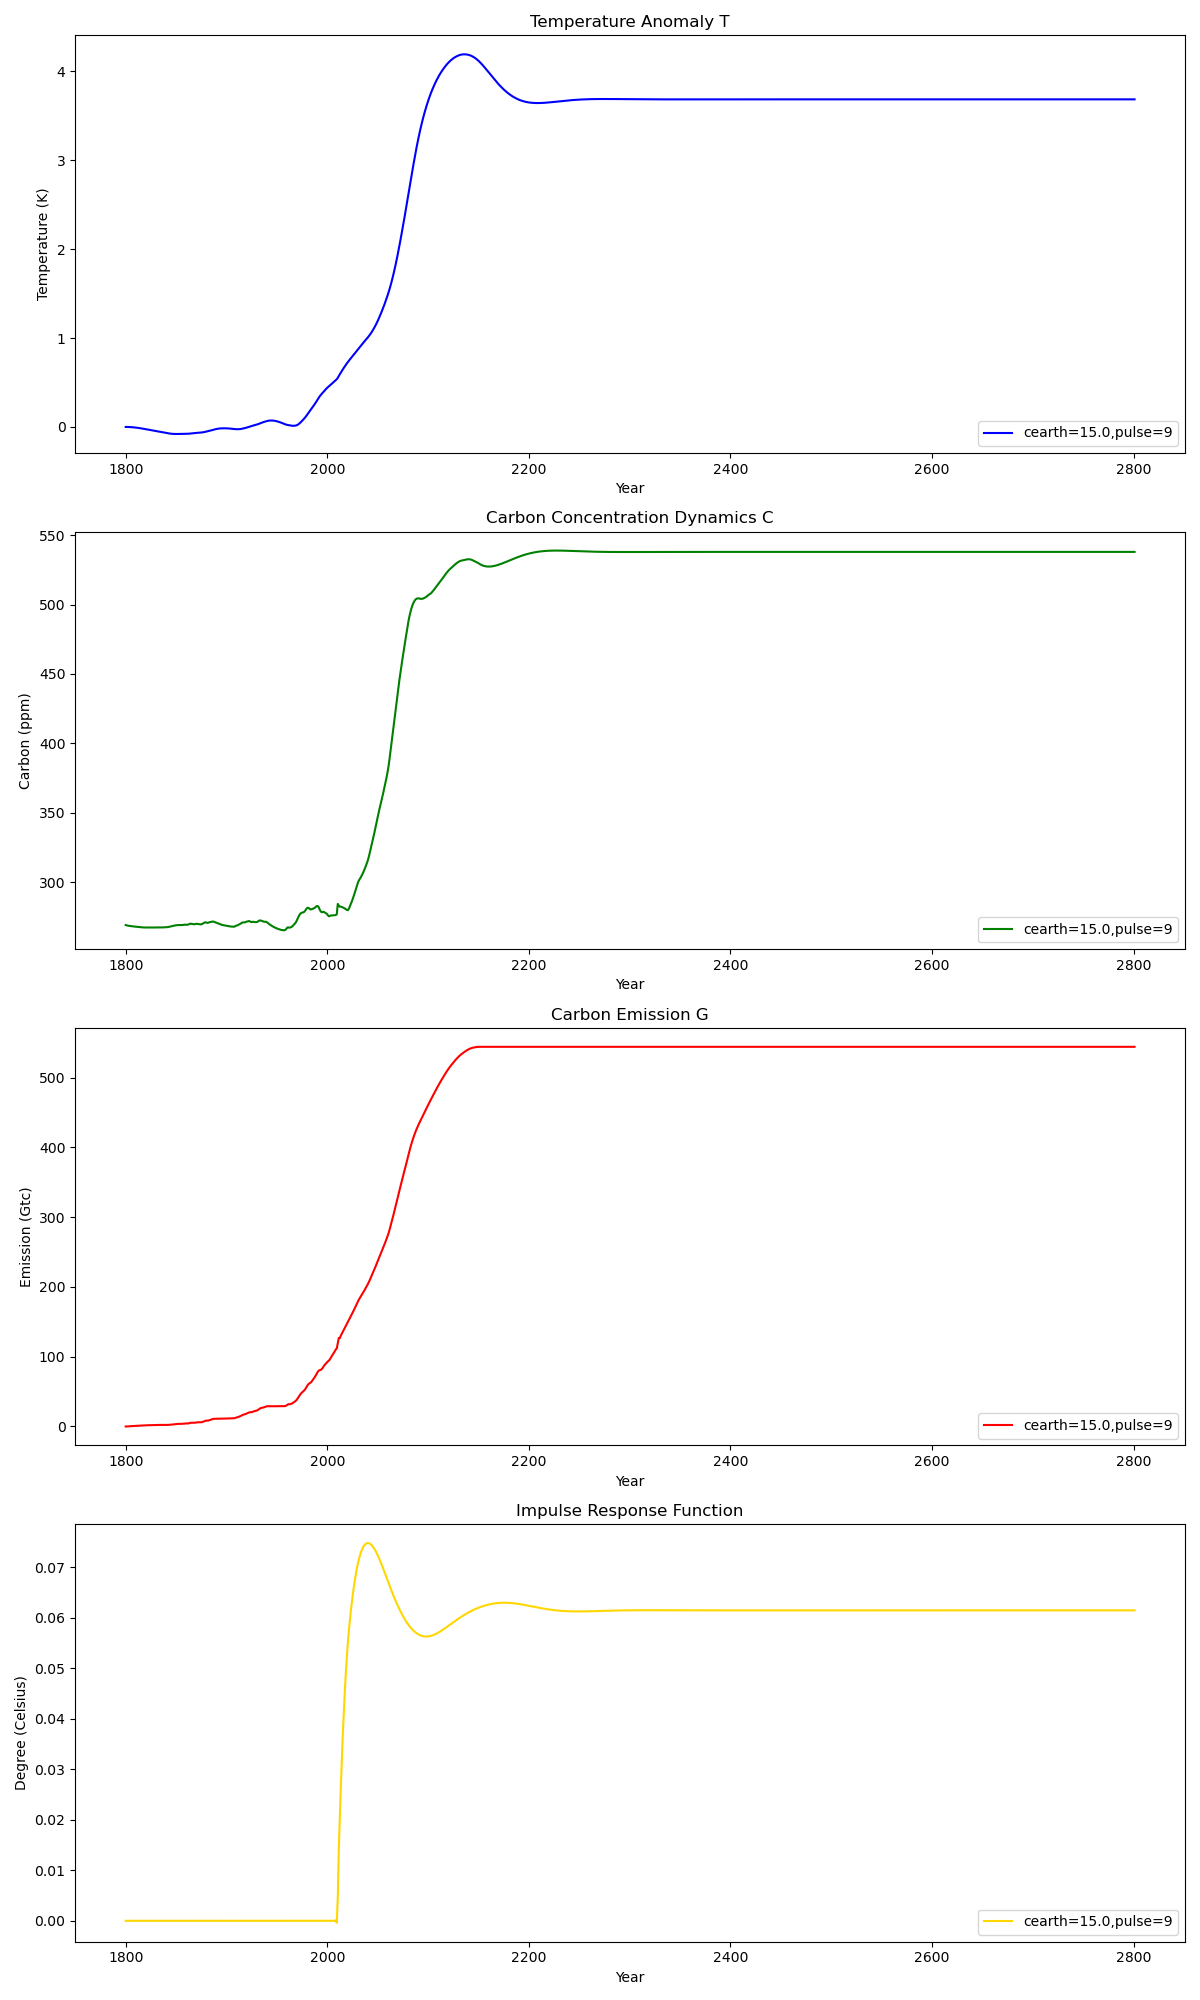 Temperature Anomaly T
4
3
2
1
0
Temperature (K)
cearth=15.0,pulse=9
1800 2000 2200 2400 2600 2800
Year
Carbon Concentration Dynamics C
550
500
450
400
350
300
Carbon (ppm)
cearth=15.0,pulse=9
1800 2000 2200 2400 2600 2800
Year
Carbon Emission G
500
400
300
200
100
0
Emission (Gtc)
cearth=15.0,pulse=9
1800 2000 2200 2400 2600 2800
Year
Impulse Response Function
0.07
0.06
0.05
0.04
0.03
0.02
0.01
0.00
Degree (Celsius)
cearth=15.0,pulse=9
1800 2000 2200 2400 2600 2800
Year